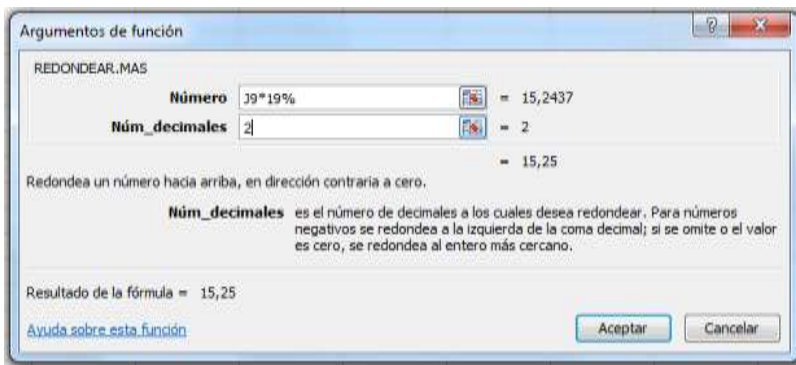 Argumentos de función
REDONDEAR.MAS
Número J9*19% = 15,2437
Núm_decimales 2 = 2
= 15,25
Redondea un número hacia arriba, en dirección contraria a cero.
Núm_decimales es el número de decimales a los cuales desea redondear. Para números
negativos se redondea a la izquierda de la coma decimal; si se omite o el valor
es cero, se redondea al entero más cercano.
Resultado de la fórmula = 15,25
Ayuda sobre esta función
Aceptar Cancelar